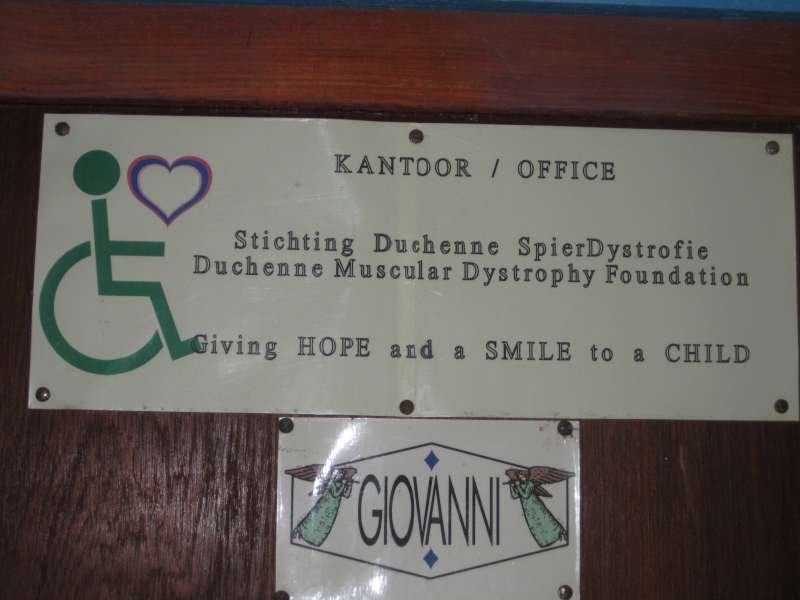 KANTOOR / OFFICE
Stichting Duchenne SpierDystrofie
Duchenne Muscular Dystrophy Foundation
Giving HOPE and a SMILE to a CHILD
GIOVANNI